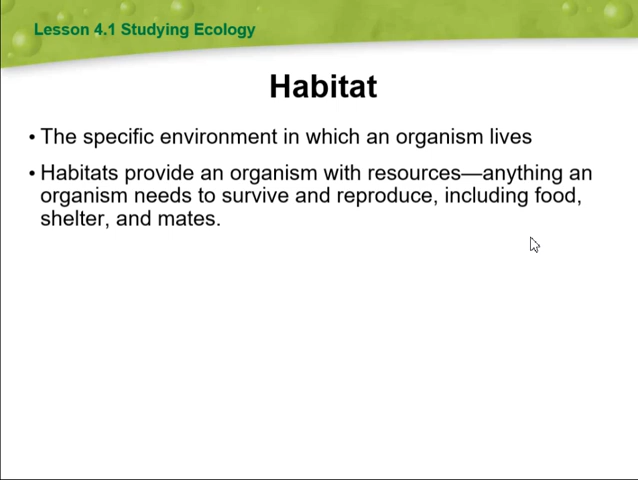 Lesson 4.1 Studying Ecology
Habitat
• The specific environment in which an organism lives
• Habitats provide an organism with resources—anything an
organism needs to survive and reproduce, including food,
shelter, and mates.